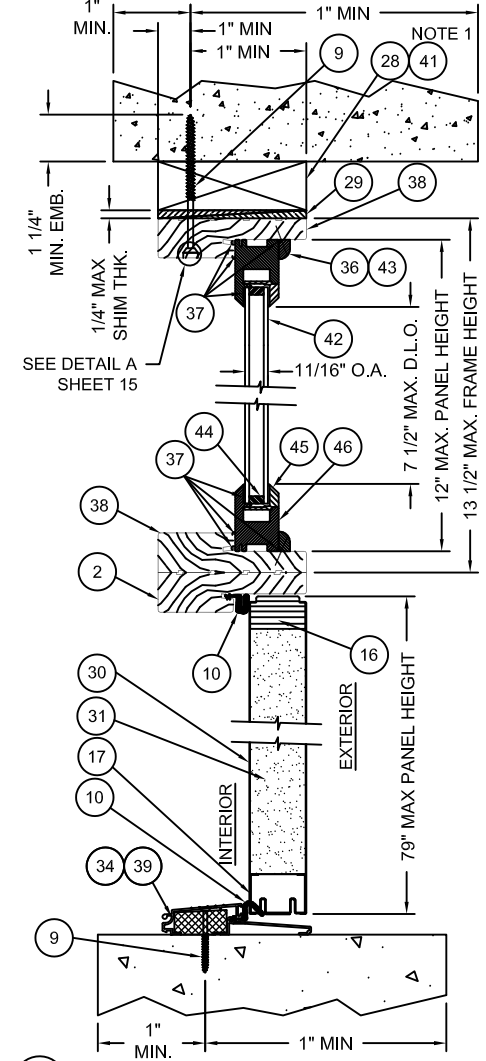 1"
MIN.
1" MIN
1" MIN
NOTE 1
9
28
41
29
38
1 1/4"
MIN. EMB.
1/4" MAX
SHIM THK.
36
43
37
SEE DETAIL A
SHEET 15
42
11/16" O.A.
7 1/2" MAX. D.L.O.
12" MAX. PANEL HEIGHT
13 1/2" MAX. FRAME HEIGHT
44
45
46
37
38
2
10
16
30
31
17
10
INTERIOR
EXTERIOR
79" MAX PANEL HEIGHT
34
39
9
1"
MIN.
1" MIN